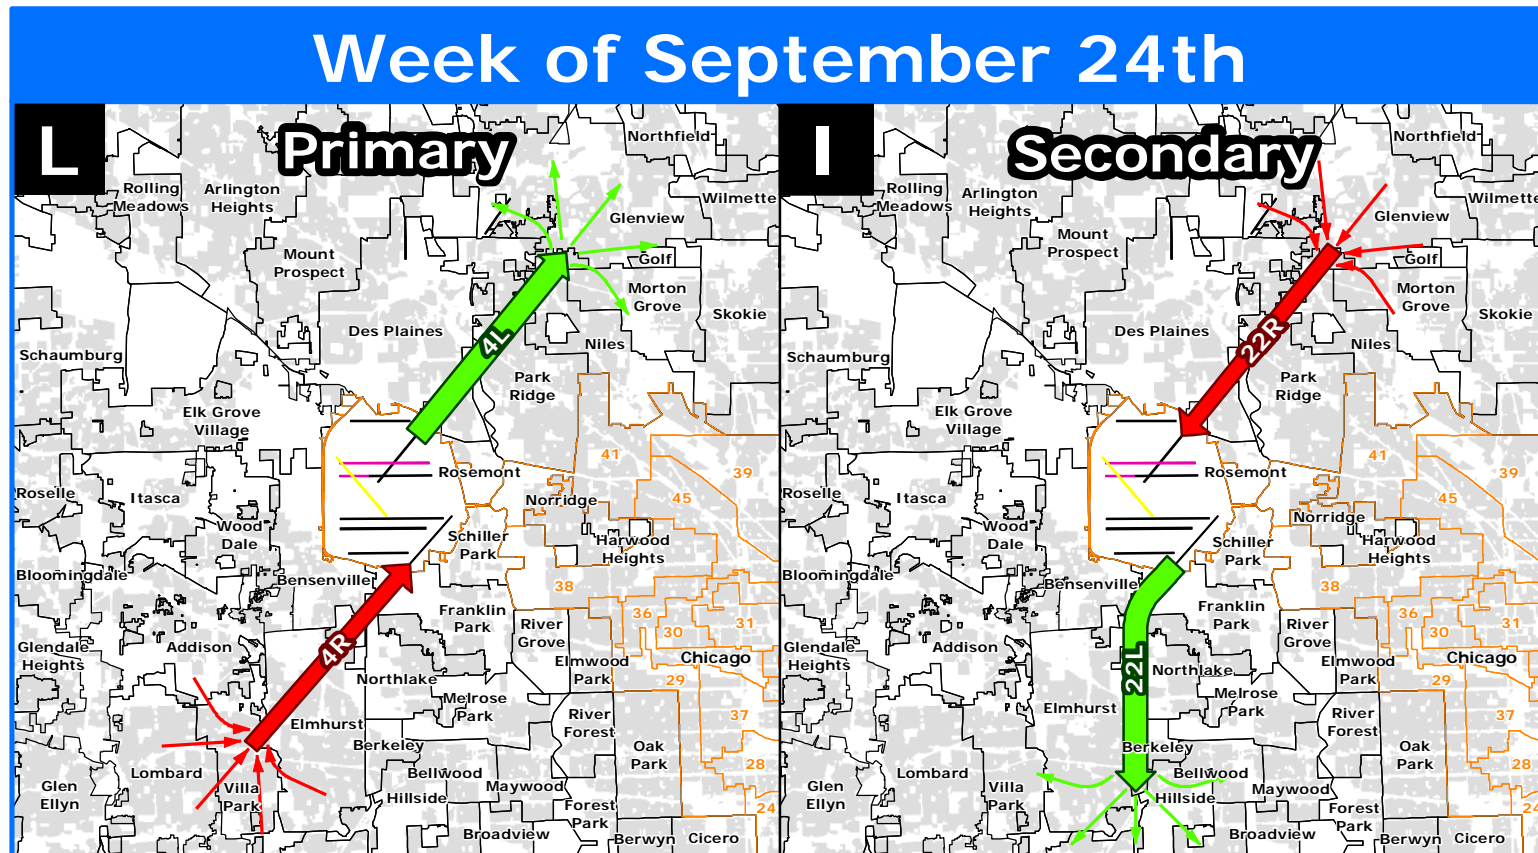 Week of September 24th
L
Primary
Northfield
Rolling
Meadows
Arlington
Heights
Wilmette
Glenview
Mount
Prospect
Golf
Morton
Grove
Skokie
Des Plaines
4L
Niles
Schaumburg
Park
Ridge
Elk Grove
Village
41
39
Rosemont
45
Roselle
Itasca
Norridge
Wood
Dale
Schiller
Park
Harwood
Heights
Bloomingdale
Bensenville
38
Franklin
Park
36
31
River
Grove
30
Glendale
Heights
Addison
4R
Elmwood
Park
Chicago
Northlake
29
Melrose
Park
37
Elmhurst
River
Forest
Berkeley
Oak
Park
28
Lombard
Bellwood
Glen
Ellyn
Villa
Park
Maywood
Hillside
24
Forest
Park
Broadview
Berwyn
Cicero
I
Secondary
Northfield
Rolling
Meadows
Arlington
Heights
Wilmette
Glenview
Mount
Prospect
Golf
Morton
Grove
Skokie
Des Plaines
22R
Niles
Schaumburg
Park
Ridge
Elk Grove
Village
41
39
Rosemont
45
Roselle
Itasca
Norridge
Wood
Dale
Schiller
Park
Harwood
Heights
Bloomingdale
Bensenville
38
Franklin
Park
36
31
River
Grove
30
Glendale
Heights
Addison
22L
Elmwood
Park
Chicago
Northlake
29
Melrose
Park
37
Elmhurst
River
Forest
Berkeley
Oak
Park
28
Lombard
Bellwood
Glen
Ellyn
Villa
Park
Maywood
Hillside
24
Forest
Park
Broadview
Berwyn
Cicero